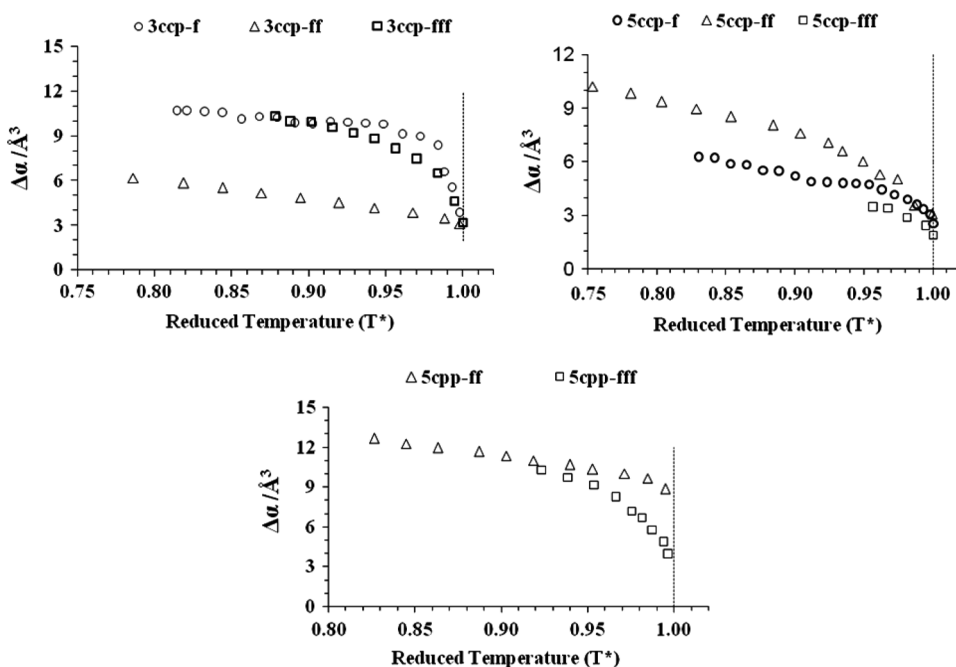 3ccp-f 3ccp-ff 3ccp-fff
15
12
9
6
3
0
Δα /Å³
0.75 0.80 0.85 0.90 0.95 1.00
Reduced Temperature (T*)
5ccp-f 5ccp-ff 5ccp-fff
12
9
6
3
0
Δα /Å³
0.75 0.80 0.85 0.90 0.95 1.00
Reduced Temperature (T*)
5cpp-ff 5cpp-fff
15
12
9
6
3
0
Δα /Å³
0.80 0.85 0.90 0.95 1.00
Reduced Temperature (T*)